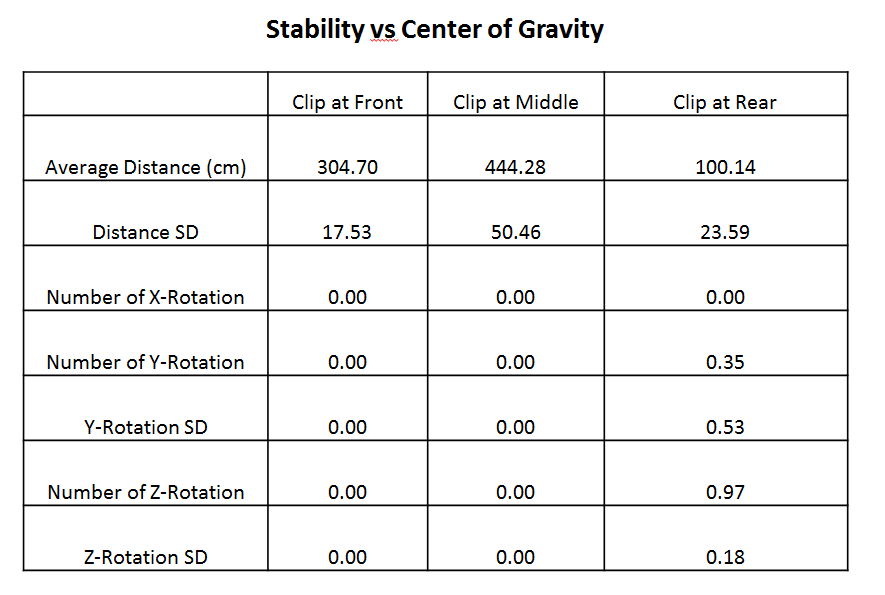 Stability vs Center of Gravity
Clip at Front Clip at Middle Clip at Rear
Average Distance (cm) 304.70 444.28 100.14
Distance SD 17.53 50.46 23.59
Number of X-Rotation 0.00 0.00 0.00
Number of Y-Rotation 0.00 0.00 0.35
Y-Rotation SD 0.00 0.00 0.53
Number of Z-Rotation 0.00 0.00 0.97
Z-Rotation SD 0.00 0.00 0.18